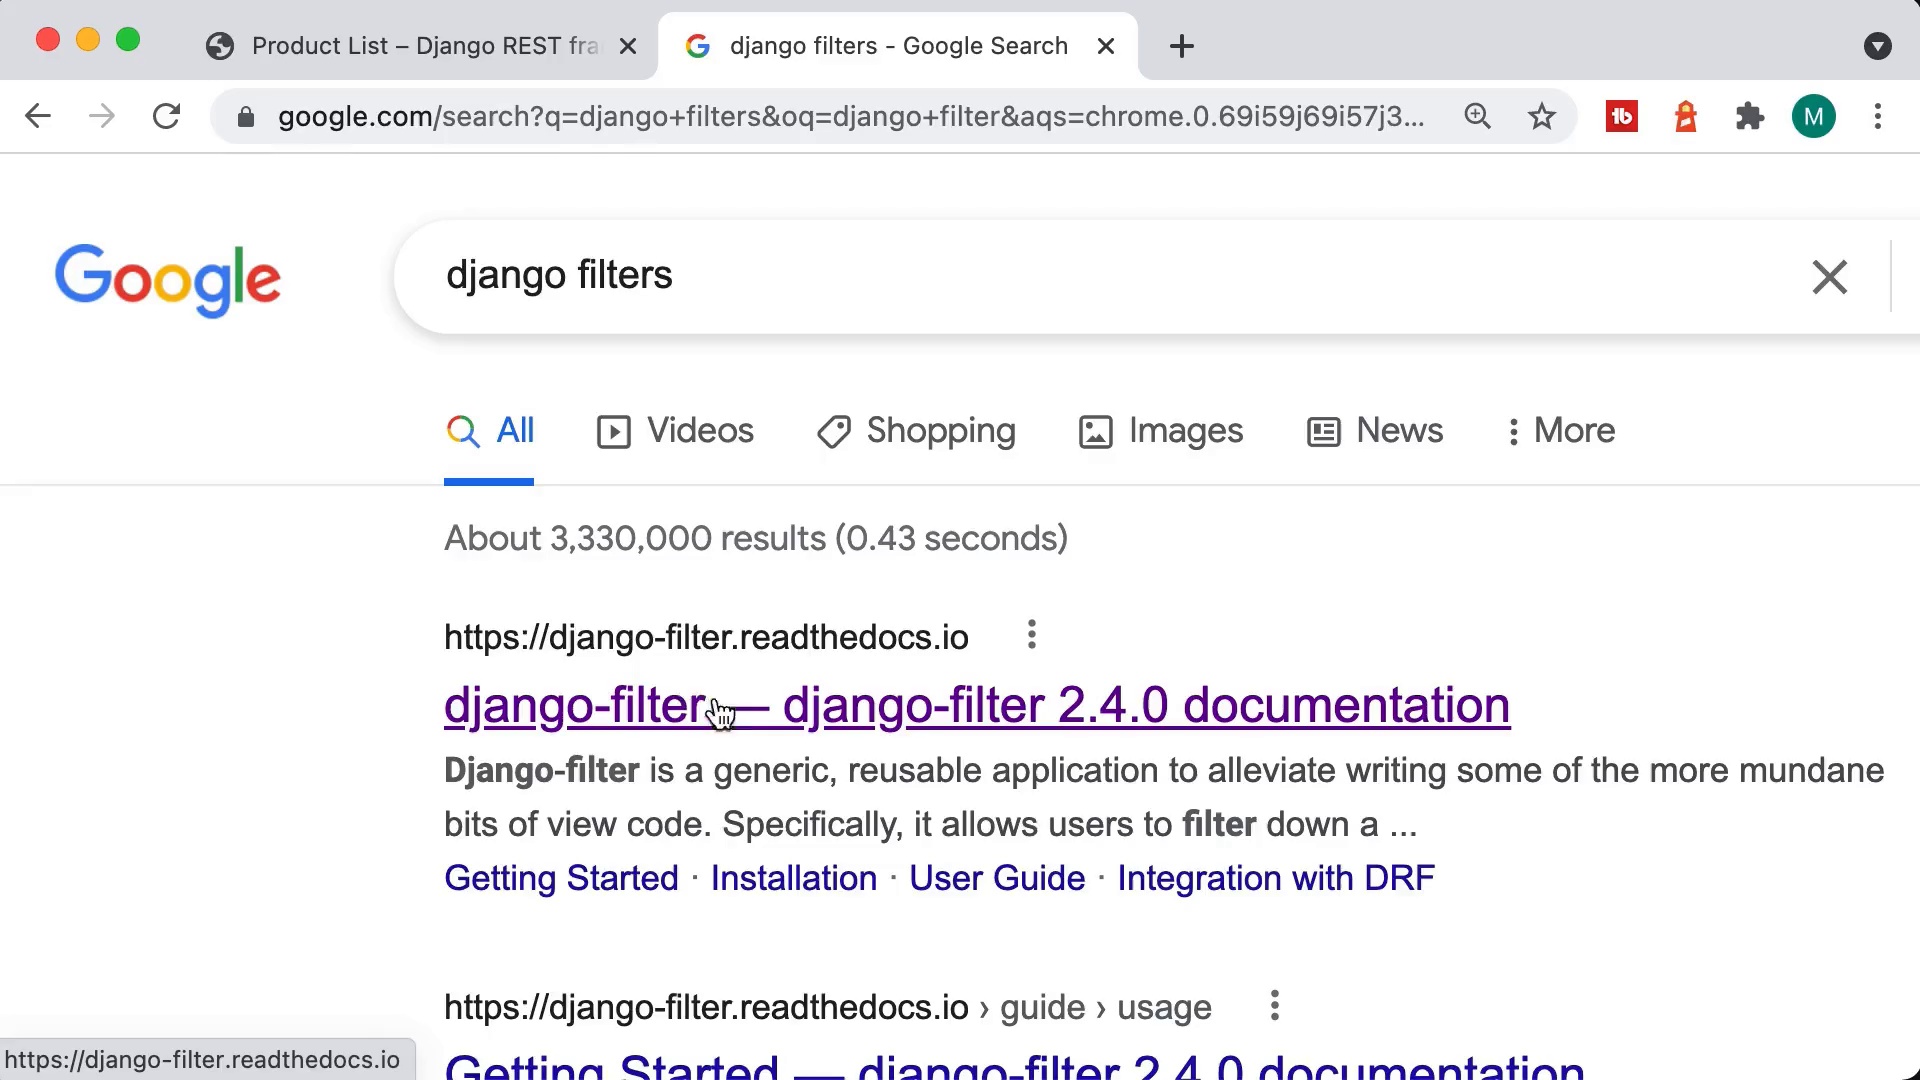 Product List – Django REST fra
django filters - Google Search
google.com/search?q=django+filters&oq=django+filter&aqs=chrome.0.69i59j69i57j3...
tb
M
Google
django filters
All
Videos
Shopping
Images
News
More
About 3,330,000 results (0.43 seconds)
https://django-filter.readthedocs.io
django-filter — django-filter 2.4.0 documentation
Django-filter is a generic, reusable application to alleviate writing some of the more mundane
bits of view code. Specifically, it allows users to filter down a ...
Getting Started · Installation · User Guide · Integration with DRF
https://django-filter.readthedocs.io › guide › usage
Getting Started — django-filter 2.4.0 documentation
https://django-filter.readthedocs.io